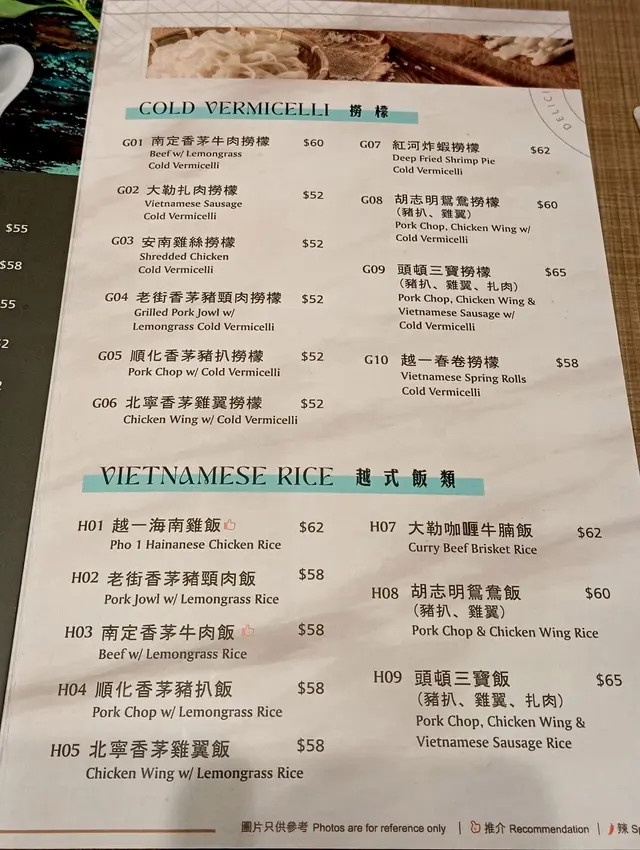 DELICI
$55
$58
55
COLD VERMICELLI 撈檬
G01 南定香茅牛肉撈檬 $60
Beef w/ Lemongrass
Cold Vermicelli
G02 大勒扎肉撈檬 $52
Vietnamese Sausage
Cold Vermicelli
G03 安南雞絲撈檬 $52
Shredded Chicken
Cold Vermicelli
G04 老街香茅豬頸肉撈檬 $52
Grilled Pork Jowl w/
Lemongrass Cold Vermicelli
G05 順化香茅豬扒撈檬 $52
Pork Chop w/ Cold Vermicelli
G06 北寧香茅雞翼撈檬 $52
Chicken Wing w/ Cold Vermicelli
G07 紅河炸蝦撈檬 $62
Deep Fried Shrimp Pie
Cold Vermicelli
G08 胡志明鴛鴦撈檬 $60
(豬扒、雞翼)
Pork Chop, Chicken Wing w/
Cold Vermicelli
G09 頭頓三寶撈檬 $65
(豬扒、雞翼、扎肉)
Pork Chop, Chicken Wing &
Vietnamese Sausage w/
Cold Vermicelli
G10 越一春卷撈檬 $58
Vietnamese Spring Rolls
Cold Vermicelli
VIETNAMESE RICE 越式飯類
H01 越一海南雞飯 $62
Pho 1 Hainanese Chicken Rice
H02 老街香茅豬頸肉飯 $58
Pork Jowl w/ Lemongrass Rice
H03 南定香茅牛肉飯 $58
Beef w/ Lemongrass Rice
H04 順化香茅豬扒飯 $58
Pork Chop w/ Lemongrass Rice
H05 北寧香茅雞翼飯 $58
Chicken Wing w/ Lemongrass Rice
H07 大勒咖喱牛腩飯 $62
Curry Beef Brisket Rice
H08 胡志明鴛鴦飯 $60
(豬扒、雞翼)
Pork Chop & Chicken Wing Rice
H09 頭頓三寶飯 $65
(豬扒、雞翼、扎肉)
Pork Chop, Chicken Wing &
Vietnamese Sausage Rice
圖片只供參考 Photos are for reference only | 推介 Recommendation | 辣 Sp